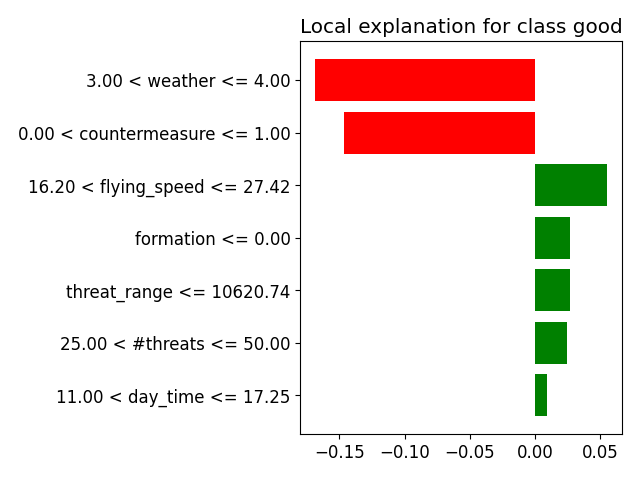 Local explanation for class good
3.00 < weather <= 4.00
0.00 < countermeasure <= 1.00
16.20 < flying_speed <= 27.42
formation <= 0.00
threat_range <= 10620.74
25.00 < #threats <= 50.00
11.00 < day_time <= 17.25
−0.15 −0.10 −0.05 0.00 0.05